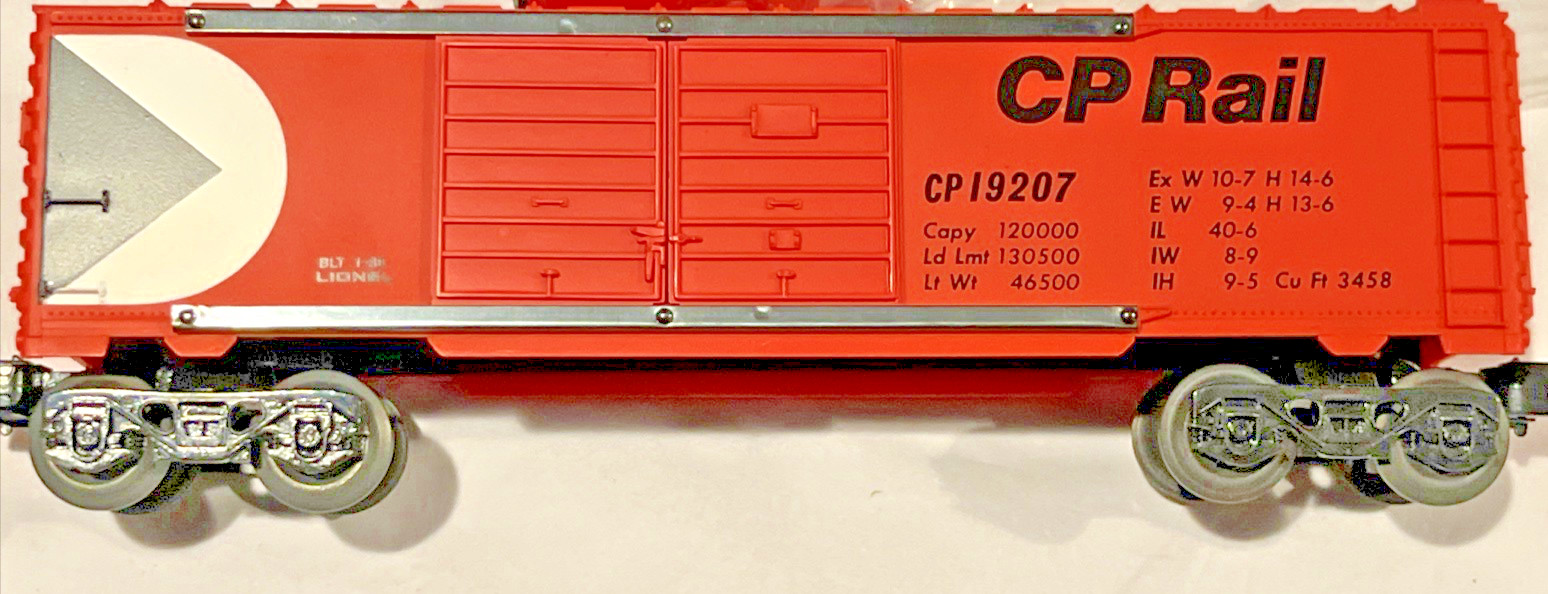 CP Rail
CP 19207
Capy 120000
Ld Lmt 130500
Lt Wt 46500
Ex W 10-7 H 14-6
E W 9-4 H 13-6
IL 40-6
IW 8-9
IH 9-5 Cu Ft 3458
BLT
LIONEL